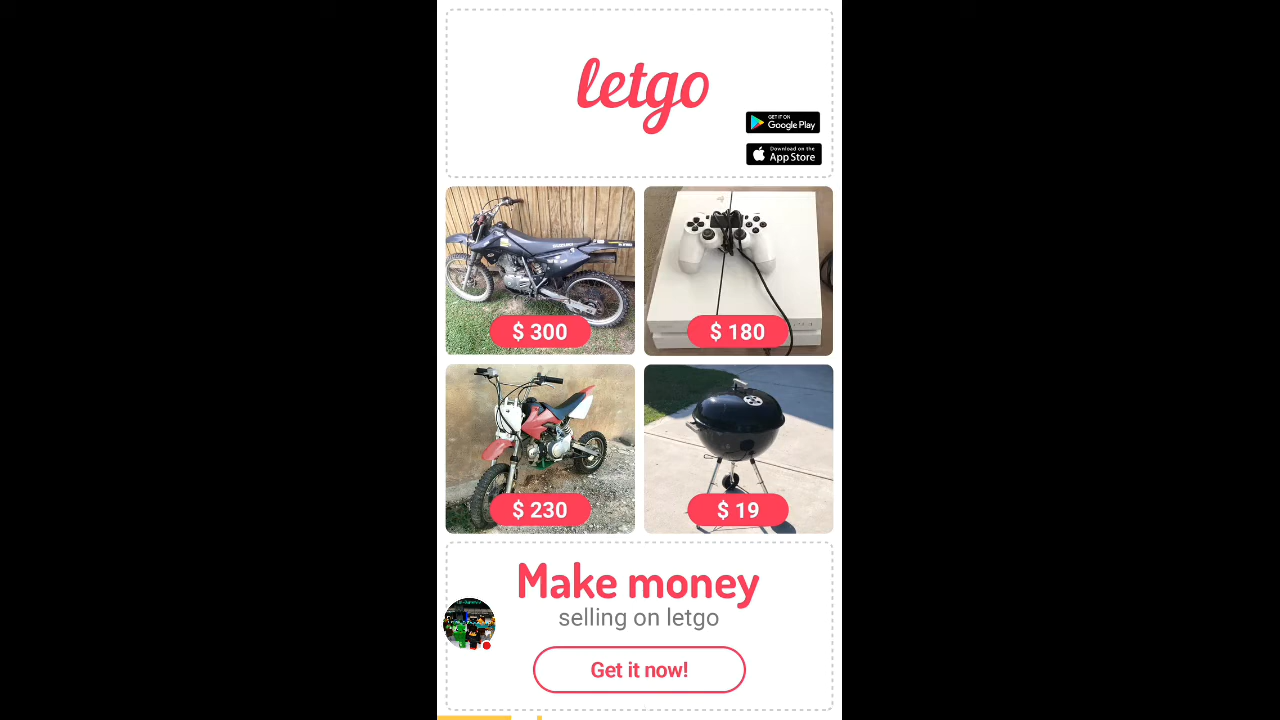 letgo
GET IT ON
Google Play
Download on the
App Store
$ 300
$ 180
$ 230
$ 19
Make money
selling on letgo
Get it now!